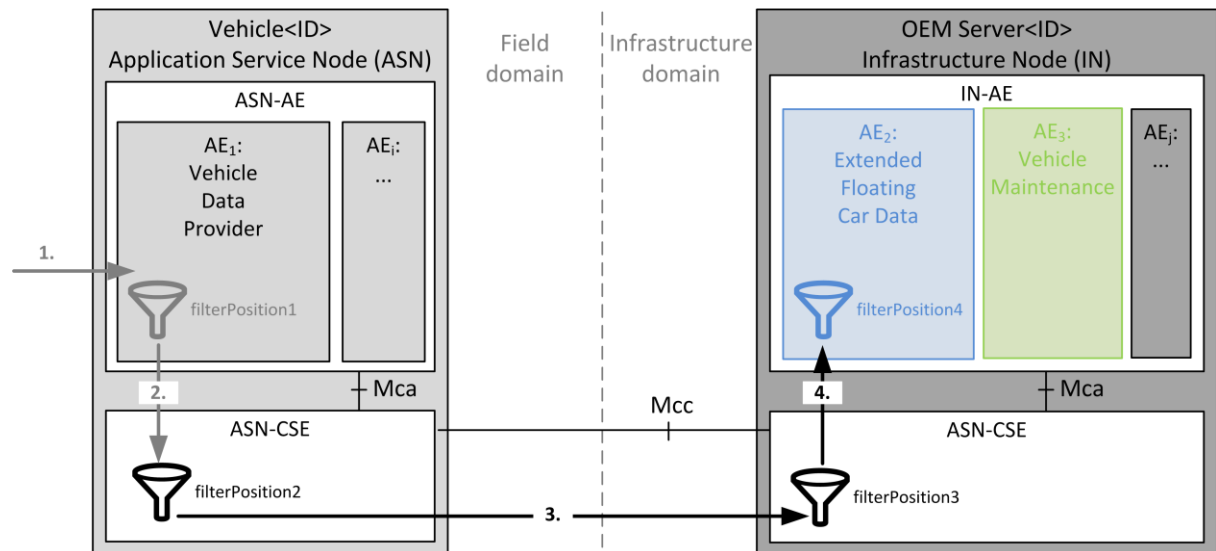 Vehicle<ID>
Application Service Node (ASN)
ASN-AE
AE1:
Vehicle
Data
Provider
AEi:
...
1.
filterPosition1
2.
Mca
ASN-CSE
filterPosition2
Field
domain
Infrastructure
domain
Mcc
3.
OEM Server<ID>
Infrastructure Node (IN)
IN-AE
AE2:
Extended
Floating
Car Data
AE3:
Vehicle
Maintenance
AEj:
...
filterPosition4
4.
Mca
ASN-CSE
filterPosition3